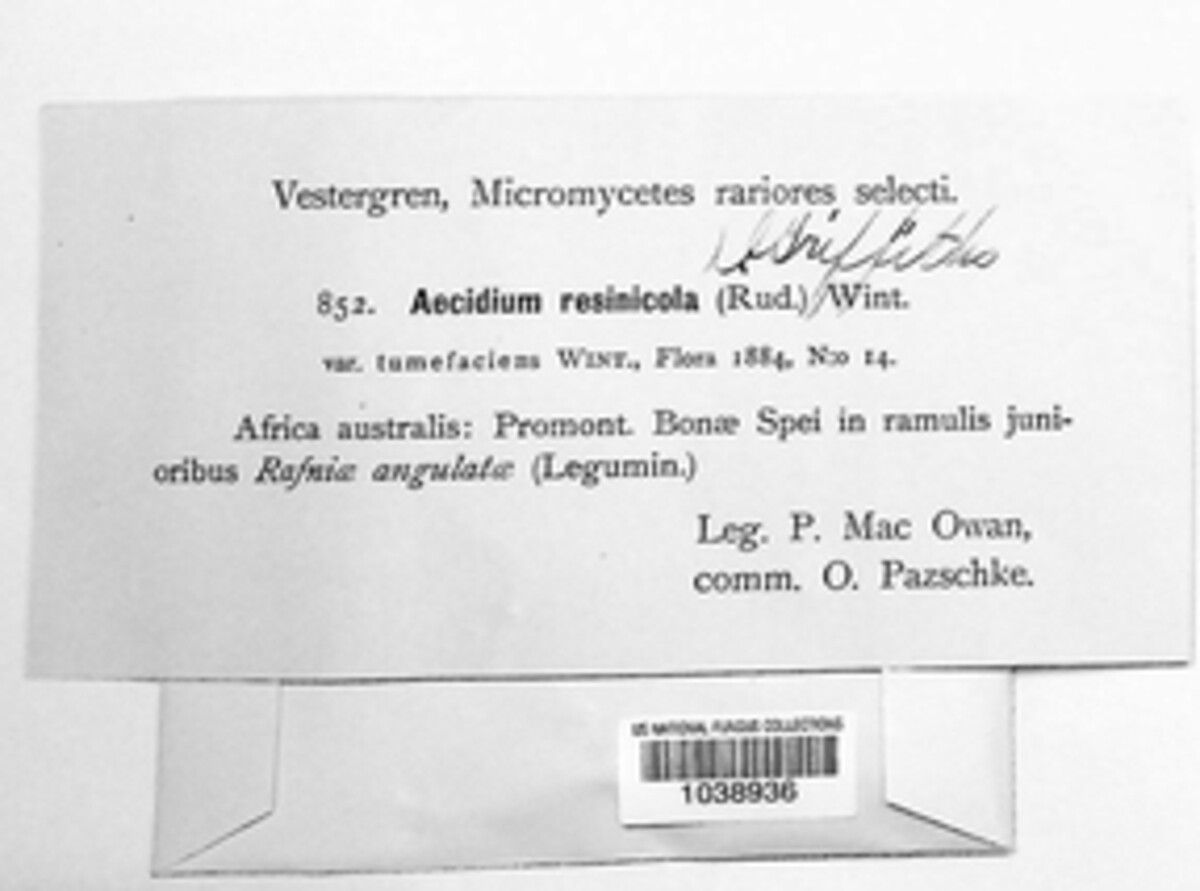 Vestergren, Micromycetes rariores selecti.
Griffiths
852. Aecidium resinicola (Rud.) Wint.
var. tumefaciens WINT., Flora 1884, N:o 14.
Africa australis: Promont. Bonæ Spei in ramulis juni-
oribus Rafniæ angulatæ (Legumin.)
Leg. P. Mac Owan,
comm. O. Pazschke.
US NATIONAL FUNGUS COLLECTIONS
1038936